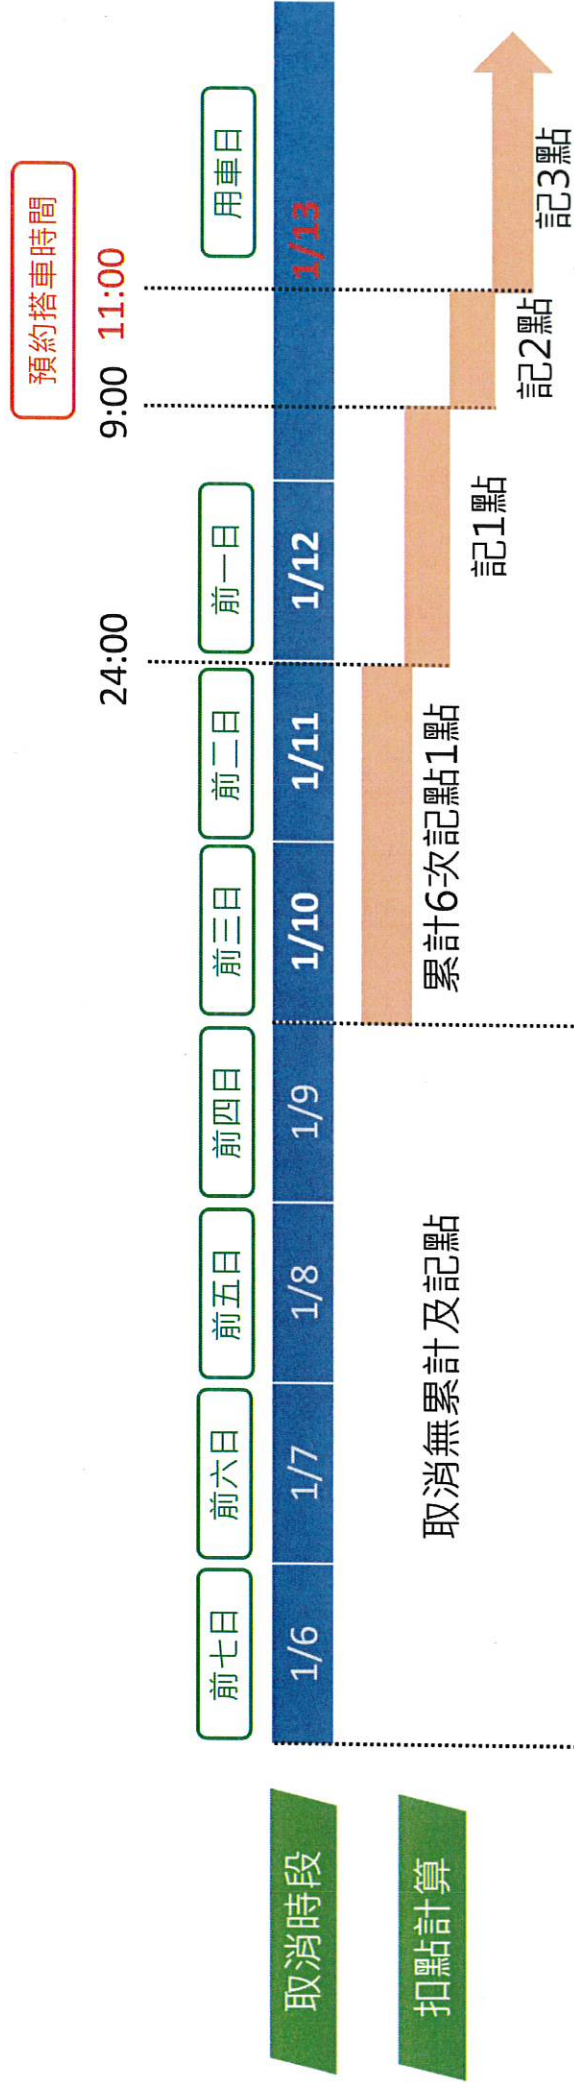 預約搭車時間
24:00 9:00 11:00
前七日 前六日 前五日 前四日 前三日 前二日 前一日 用車日
取消時段 1/6 1/7 1/8 1/9 1/10 1/11 1/12 1/13
扣點計算 取消無累計及記點 累計6次記點1點
記1點
記2點
記3點